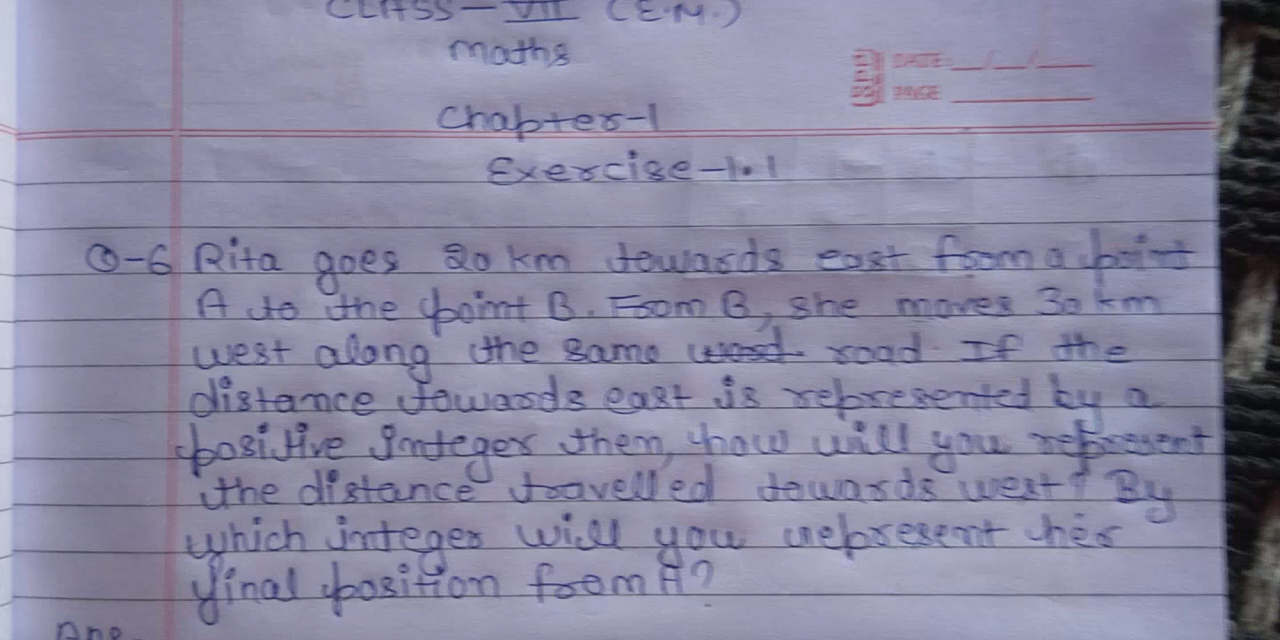 CLASS-VII (E.M.)
Maths
DATE __/__/____
PAGE
Chapter-1
Exercise-1.1
Q-6 Rita goes 20 km towards east from a point
A to the point B. From B, she moves 30 km
west along the same road. If the
distance towards east is represented by a
positive integer then, how will you represent
the distance travelled towards west? By
which integer will you represent her
final position from A?
Ans.